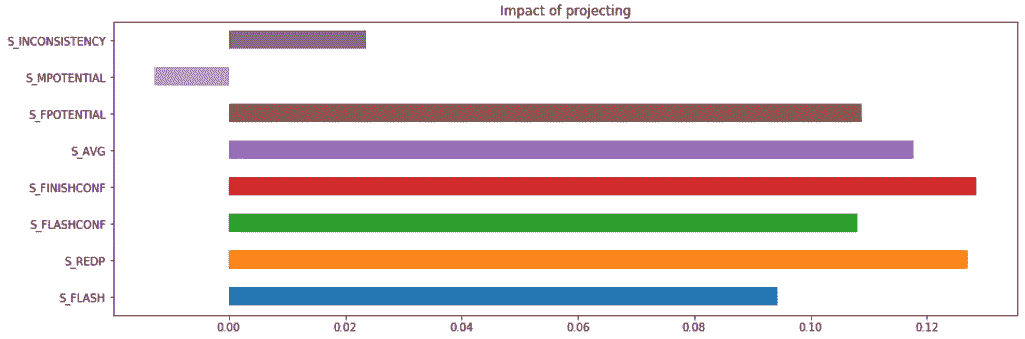 Impact of projecting
S_INCONSISTENCY
S_MPOTENTIAL
S_FPOTENTIAL
S_AVG
S_FINISHCONF
S_FLASHCONF
S_REDP
S_FLASH
0.00 0.02 0.04 0.06 0.08 0.10 0.12